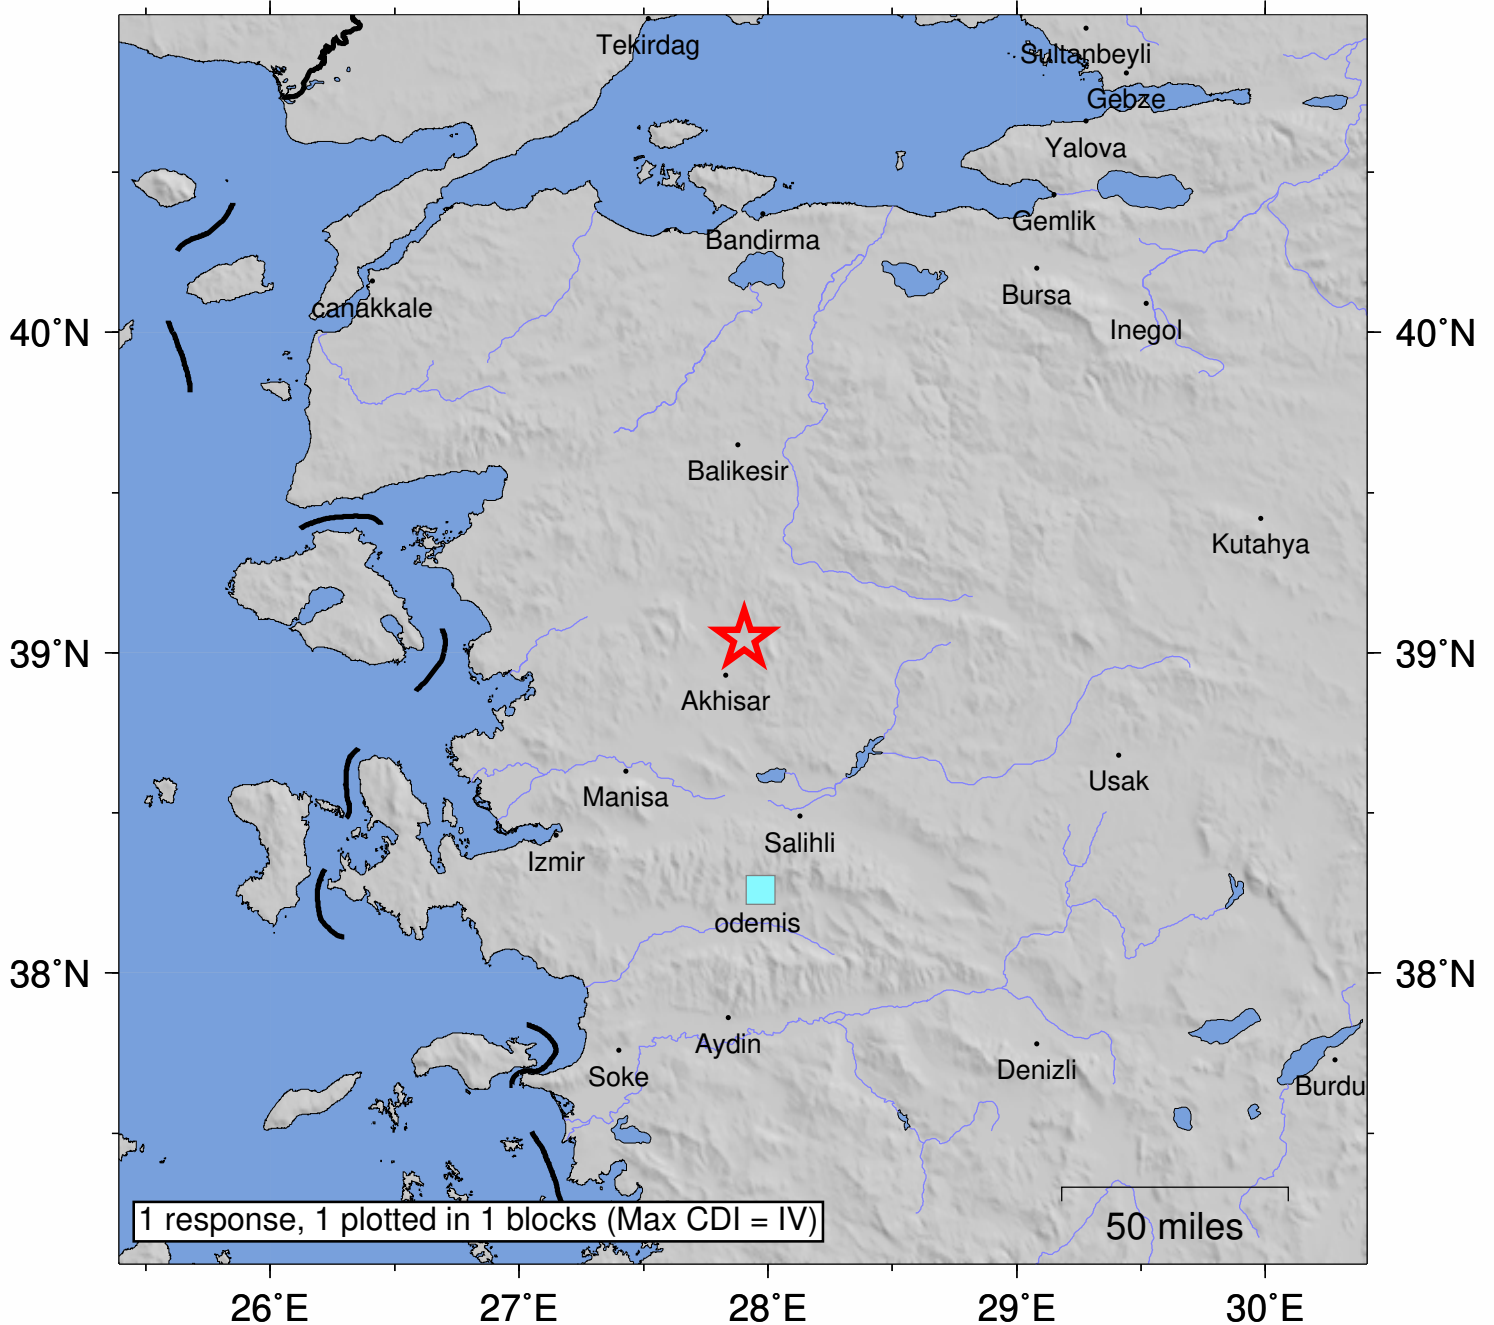 Tekirdag
Sultanbeyli
Gebze
Yalova
Gemlik
Bandirma
Bursa
canakkale
Inegol
40°N
40°N
Balikesir
Kutahya
39°N
39°N
Akhisar
Usak
Manisa
Salihli
Izmir
odemis
38°N
38°N
Aydin
Soke
Denizli
Burdu
1 response, 1 plotted in 1 blocks (Max CDI = IV)
50 miles
26°E
27°E
28°E
29°E
30°E